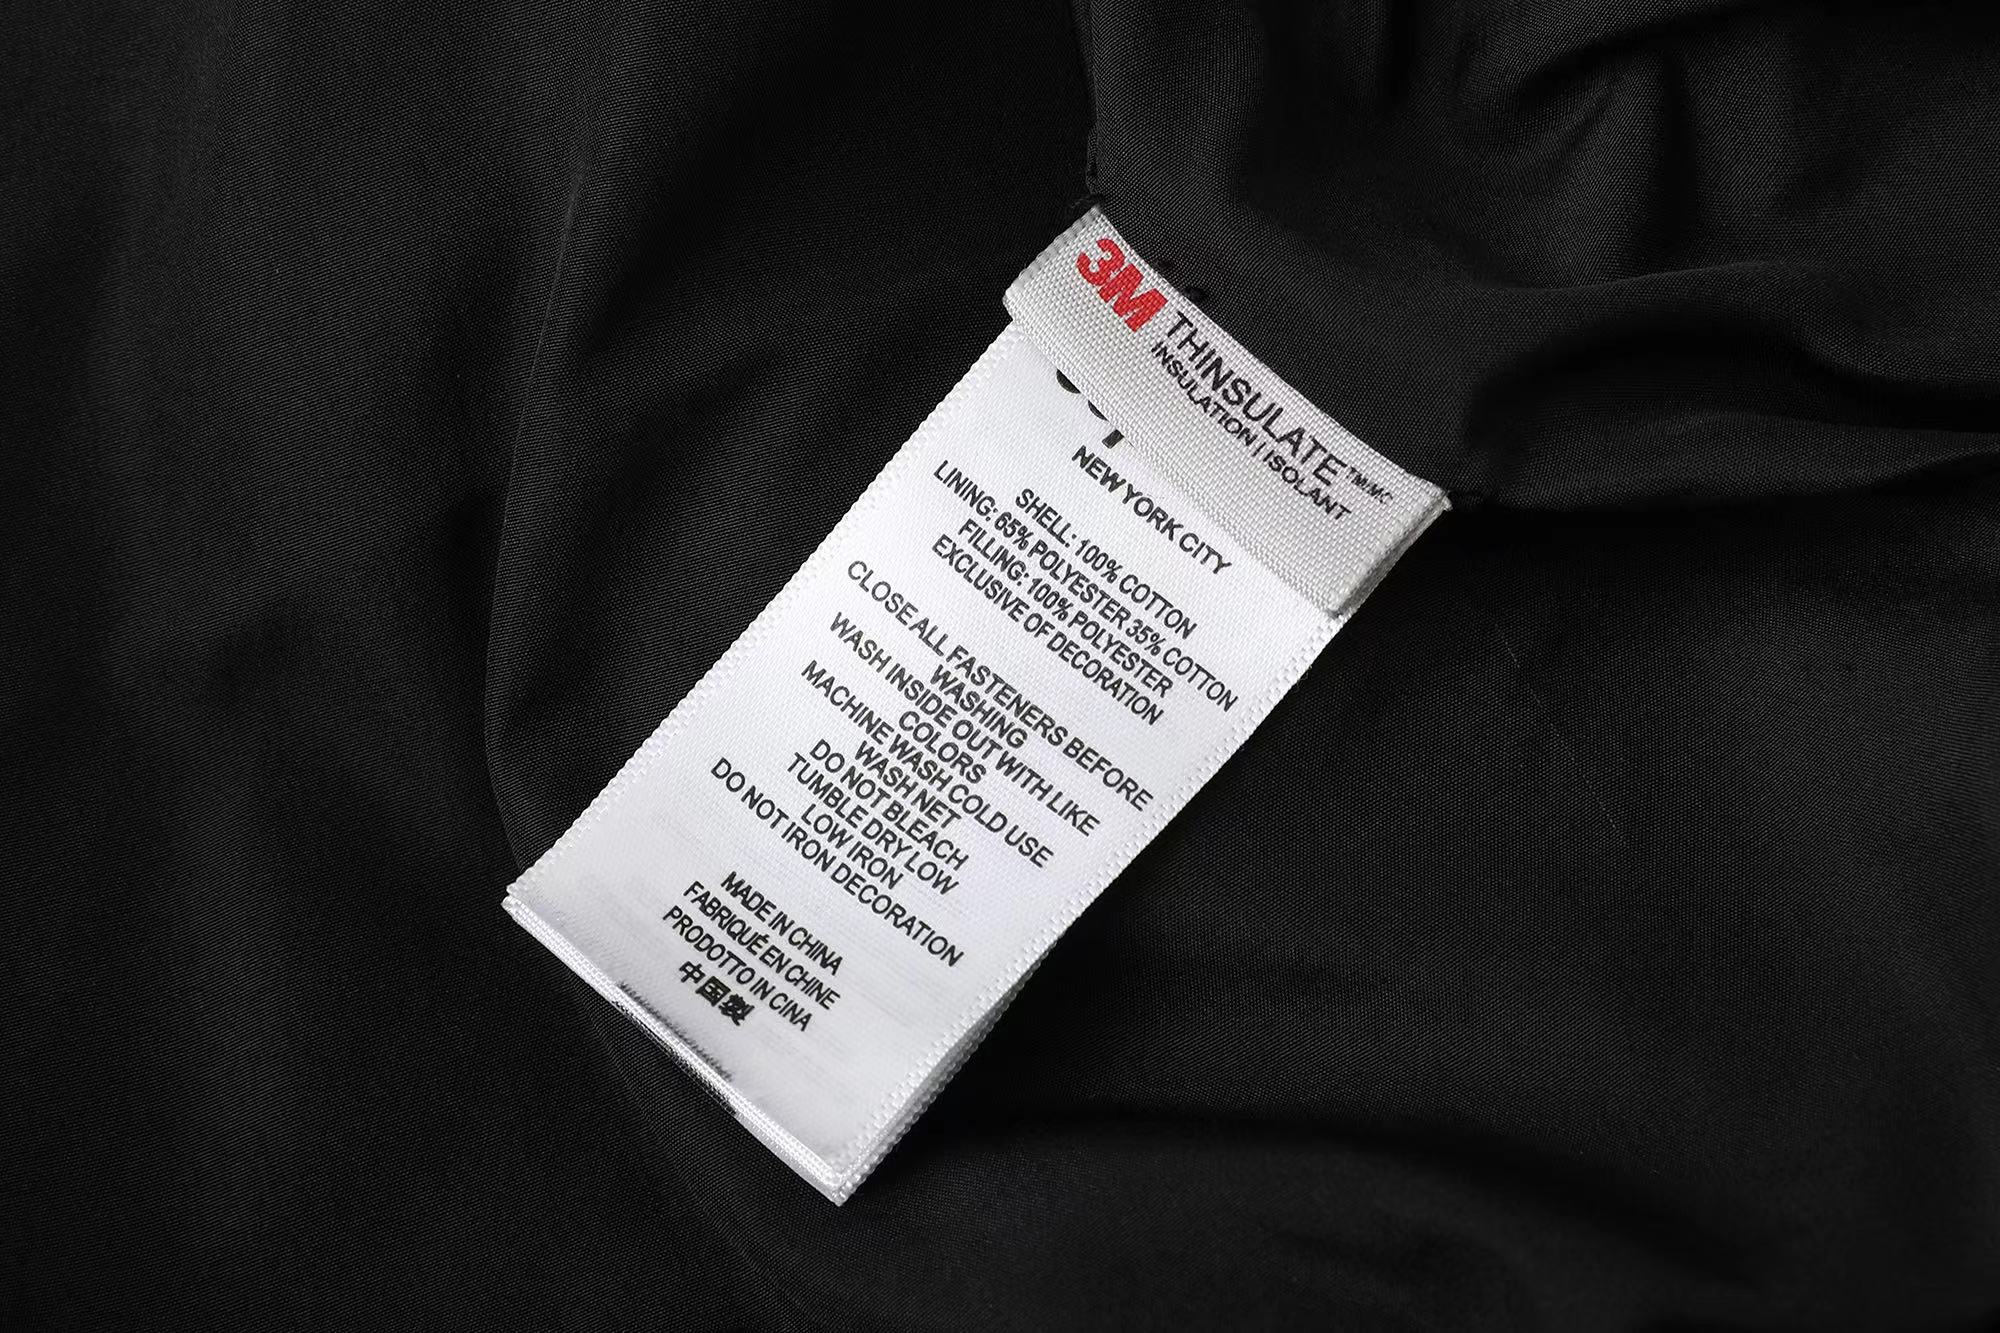 3M THINSULATE™/MC
INSULATION | ISOLANT
NEW YORK CITY
SHELL: 100% COTTON
LINING: 65% POLYESTER 35% COTTON
FILLING: 100% POLYESTER
EXCLUSIVE OF DECORATION
CLOSE ALL FASTENERS BEFORE
WASHING
WASH INSIDE OUT WITH LIKE
COLORS
MACHINE WASH COLD USE
WASH NET
DO NOT BLEACH
TUMBLE DRY LOW
LOW IRON
DO NOT IRON DECORATION
MADE IN CHINA
FABRIQUÉ EN CHINE
PRODOTTO IN CINA
中国製